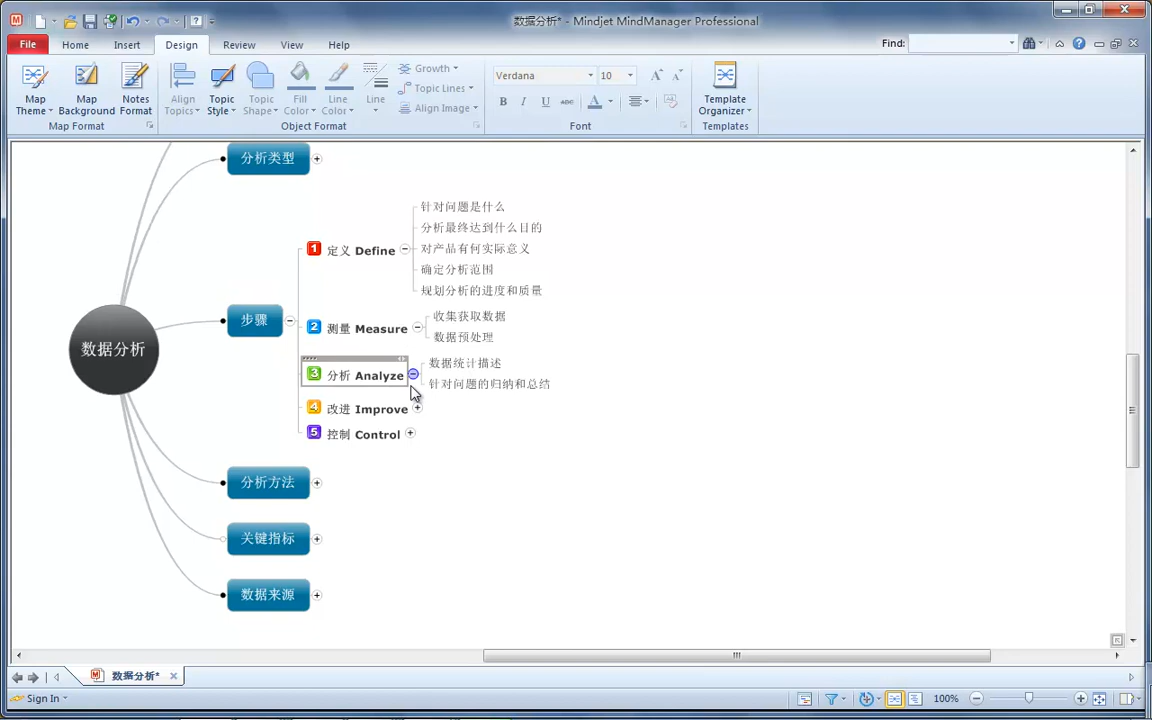 数据分析* - Mindjet MindManager Professional
File Home Insert Design Review View Help Find:
Map Theme
Map Background
Notes Format
Map Format
Align Topics
Topic Style
Topic Shape
Fill Color
Line Color
Line
Growth
Topic Lines
Align Image
Object Format
Verdana 10
B I U ABC A
Font
Template Organizer
Templates
分析类型
针对问题是什么
分析最终达到什么目的
1 定义 Define
对产品有何实际意义
确定分析范围
规划分析的进度和质量
步骤
2 测量 Measure
收集获取数据
数据预处理
数据分析
3 分析 Analyze
数据统计描述
针对问题的归纳和总结
4 改进 Improve
5 控制 Control
分析方法
关键指标
数据来源
数据分析*
Sign In
100%